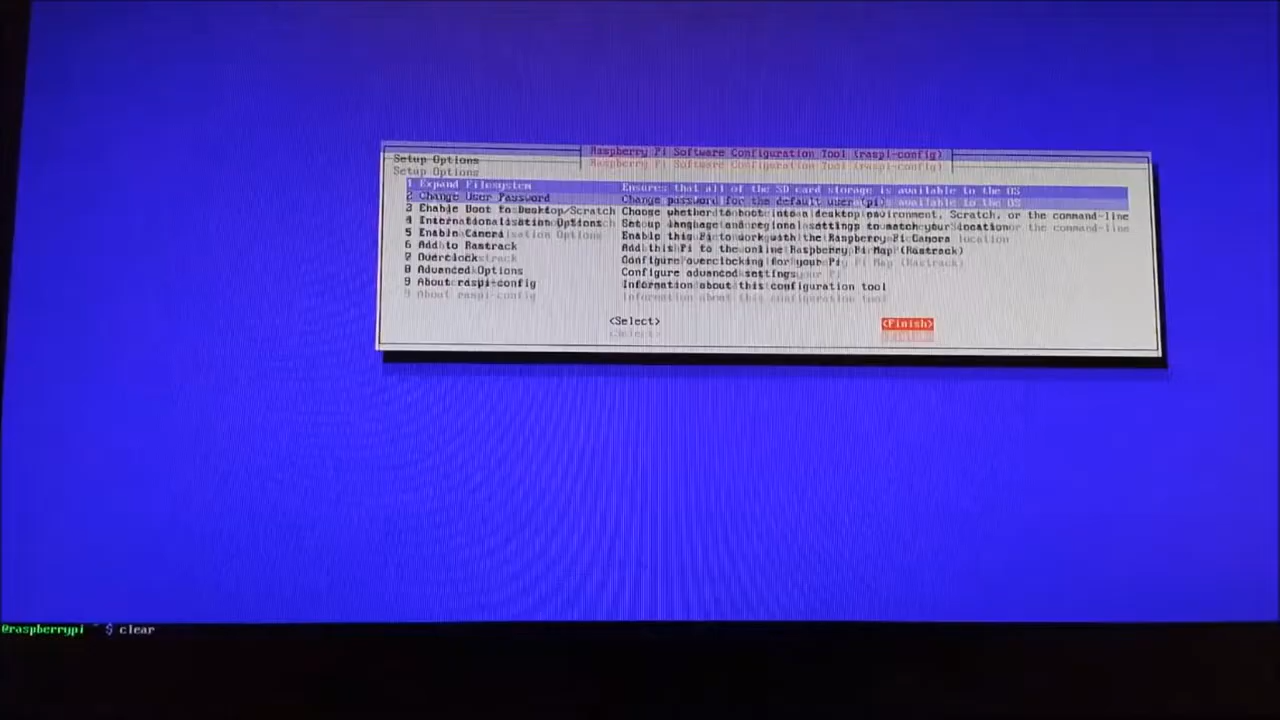 Raspberry Pi Software Configuration Tool (raspi-config)
Setup Options
1 Expand Filesystem Ensures that all of the SD card storage is available to the OS
2 Change User Password Change password for the default user (pi)
3 Enable Boot to Desktop/Scratch Choose whether to boot into a desktop environment, Scratch, or the command-line
4 Internationalisation Options Set up language and regional settings to match your location
5 Enable Camera Enable this Pi to work with the Raspberry Pi Camera
6 Add to Rastrack Add this Pi to the online Raspberry Pi Map (Rastrack)
7 Overclock Configure overclocking for your Pi
8 Advanced Options Configure advanced settings
9 About raspi-config Information about this configuration tool
<Select> <Finish>
@raspberrypi ~ $ clear